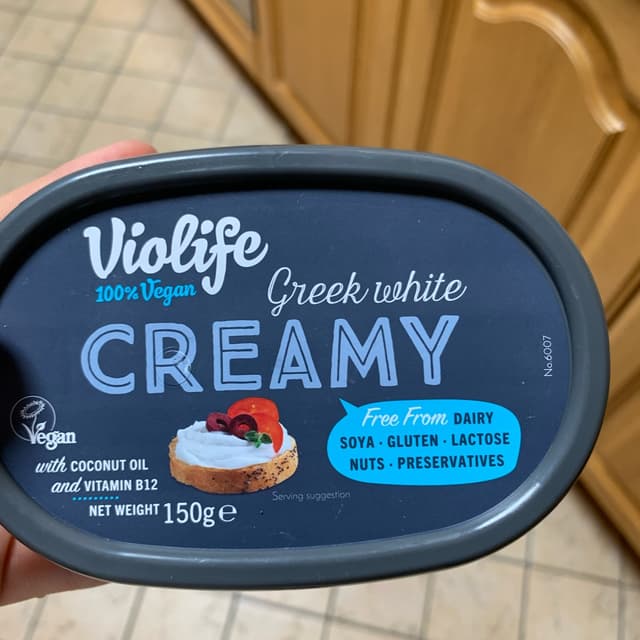 Violife
100% Vegan
Greek white
CREAMY
No.6007
Free From DAIRY
SOYA · GLUTEN · LACTOSE
NUTS · PRESERVATIVES
Vegan
with COCONUT OIL
and VITAMIN B12
NET WEIGHT 150g e
Serving suggestion